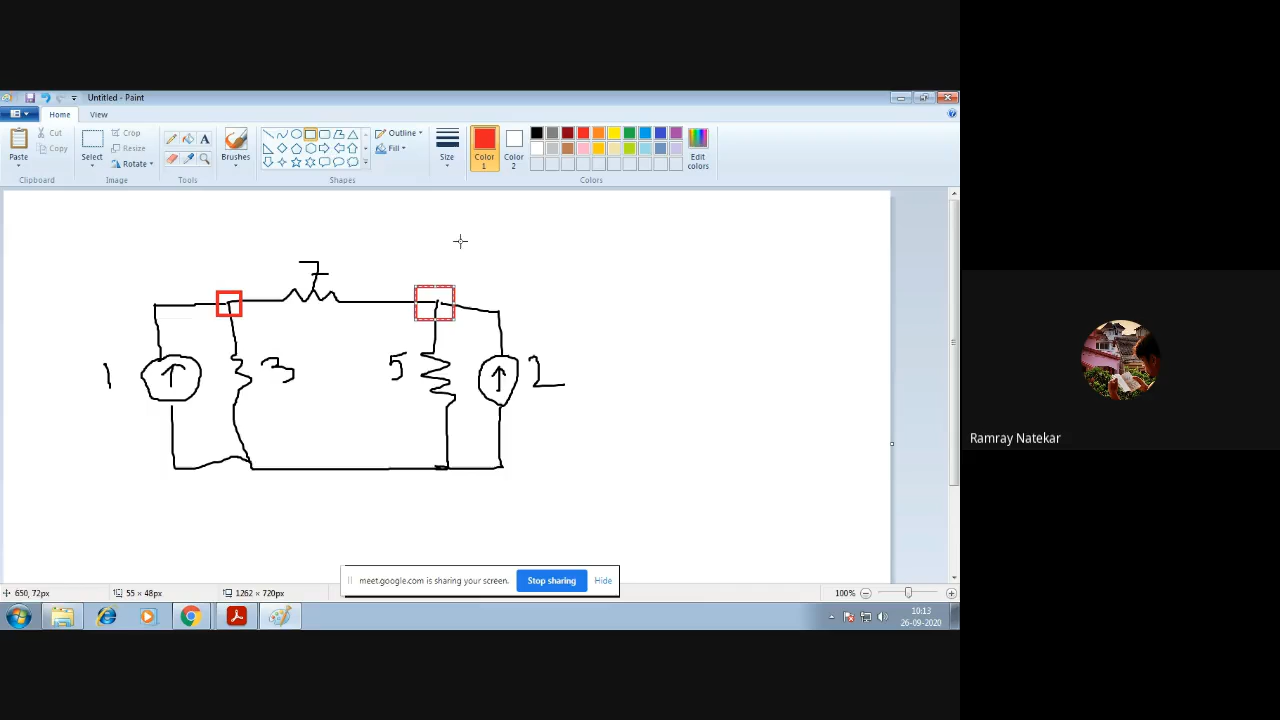 Untitled - Paint
Home View
Paste
Cut
Copy
Clipboard
Select
Crop
Resize
Rotate
Image
A
Tools
Brushes
Shapes
Outline
Fill
Size
Color 1
Color 2
Edit colors
Colors
7
1
3
5
2
Ramray Natekar
meet.google.com is sharing your screen.
Stop sharing
Hide
650, 72px
55 × 48px
1262 × 720px
100%
10:13
26-09-2020